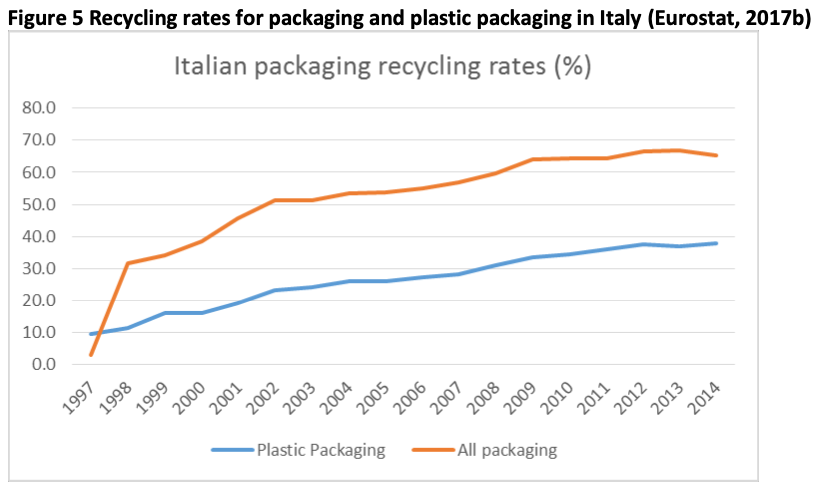 Figure 5 Recycling rates for packaging and plastic packaging in Italy (Eurostat, 2017b)
Italian packaging recycling rates (%)
80.0
70.0
60.0
50.0
40.0
30.0
20.0
10.0
0.0
1997 1998 1999 2000 2001 2002 2003 2004 2005 2006 2007 2008 2009 2010 2011 2012 2013 2014
Plastic Packaging All packaging